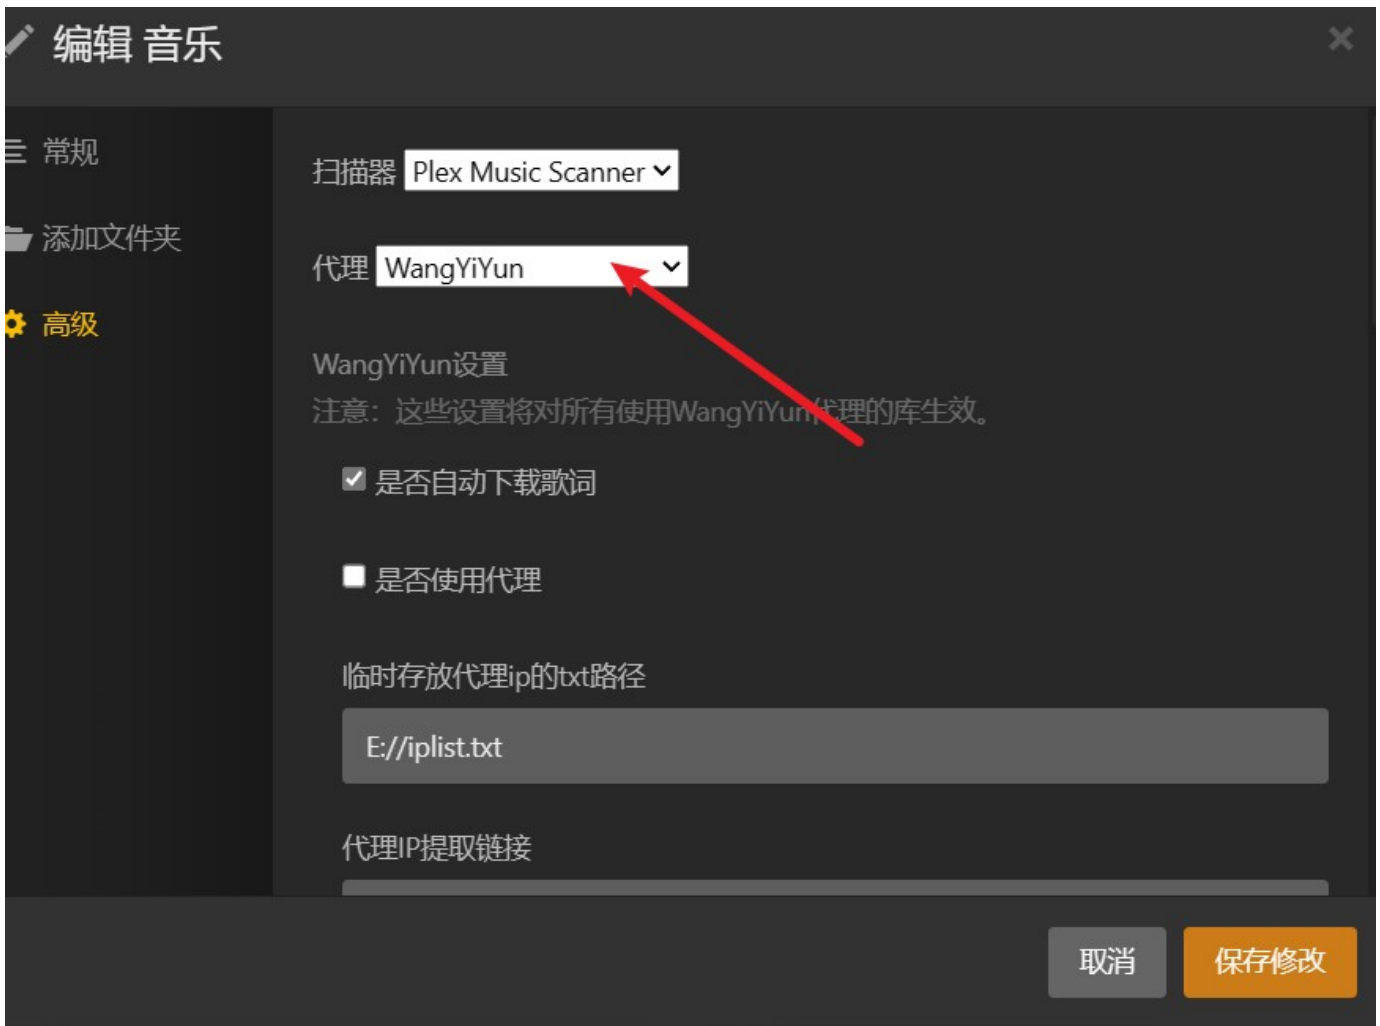 编辑 音乐
常规
添加文件夹
高级
扫描器 Plex Music Scanner
代理 WangYiYun
WangYiYun设置
注意：这些设置将对所有使用WangYiYun代理的库生效。
是否自动下载歌词
是否使用代理
临时存放代理ip的txt路径
E://iplist.txt
代理IP提取链接
取消
保存修改